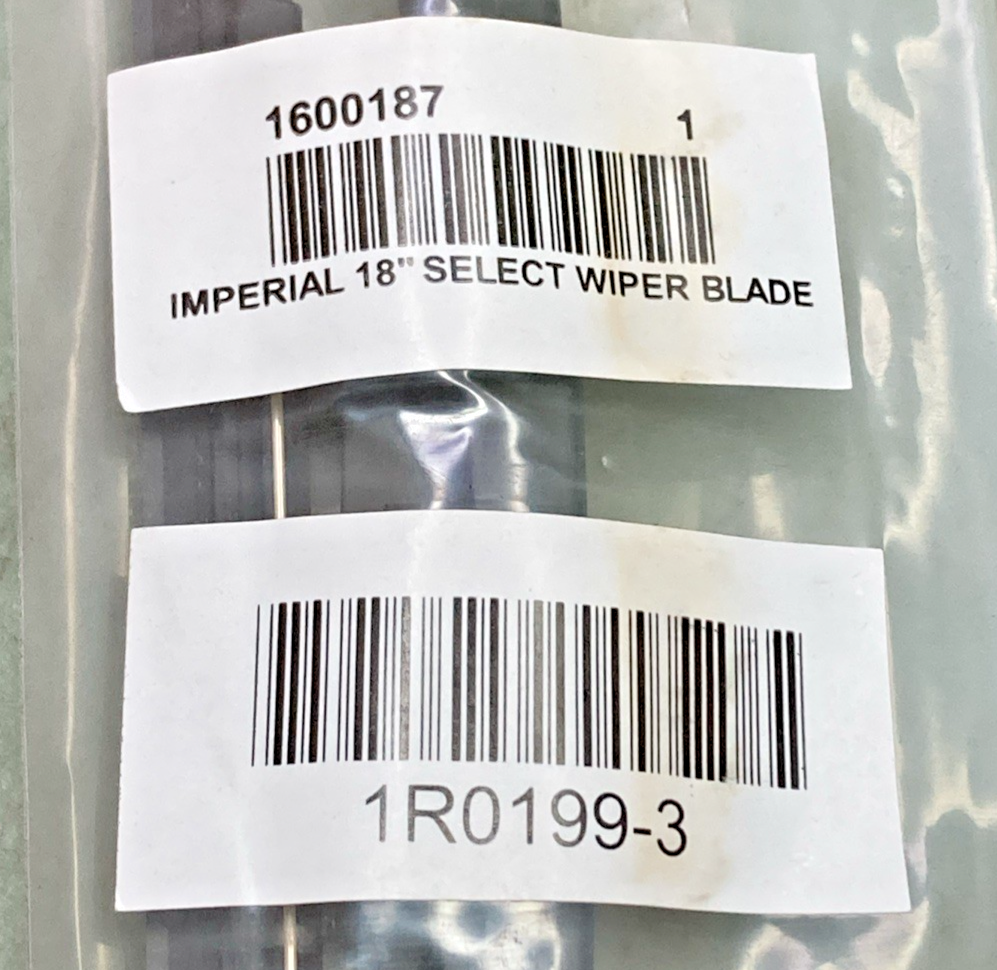 1600187 1
IMPERIAL 18" SELECT WIPER BLADE
1R0199-3